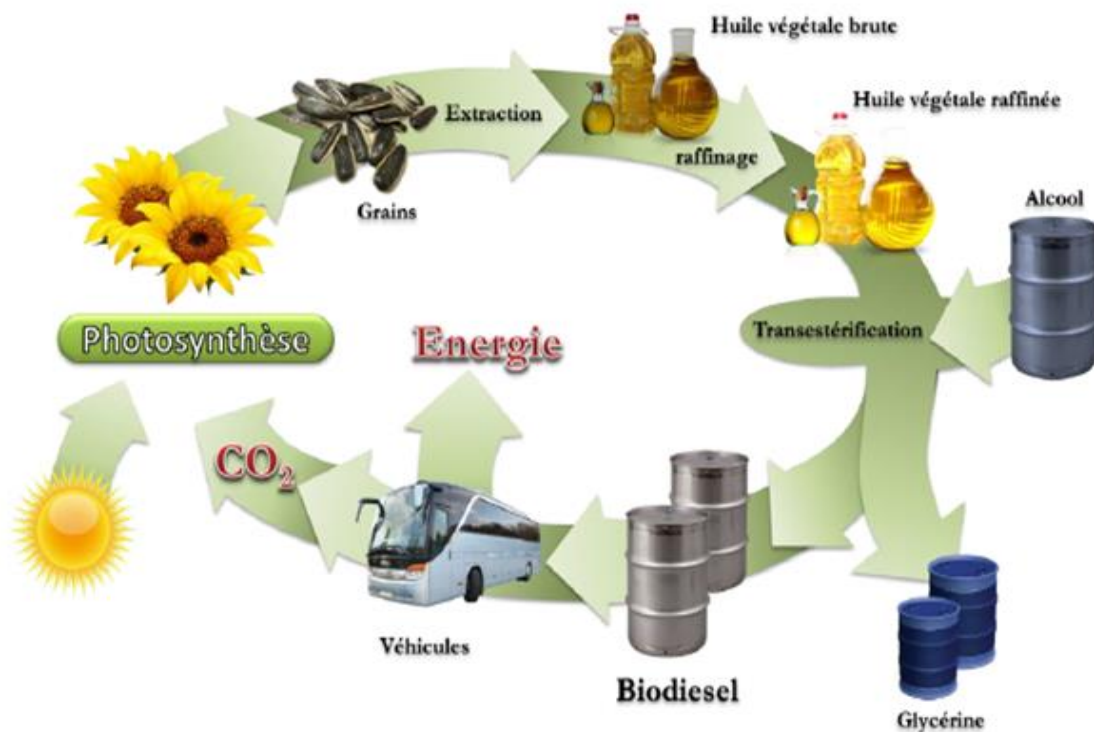 Huile végétale brute
Huile végétale raffinée
Extraction
raffinage
Grains
Alcool
Photosynthèse
Energie
Transestérification
CO₂
Véhicules
Biodiesel
Glycérine